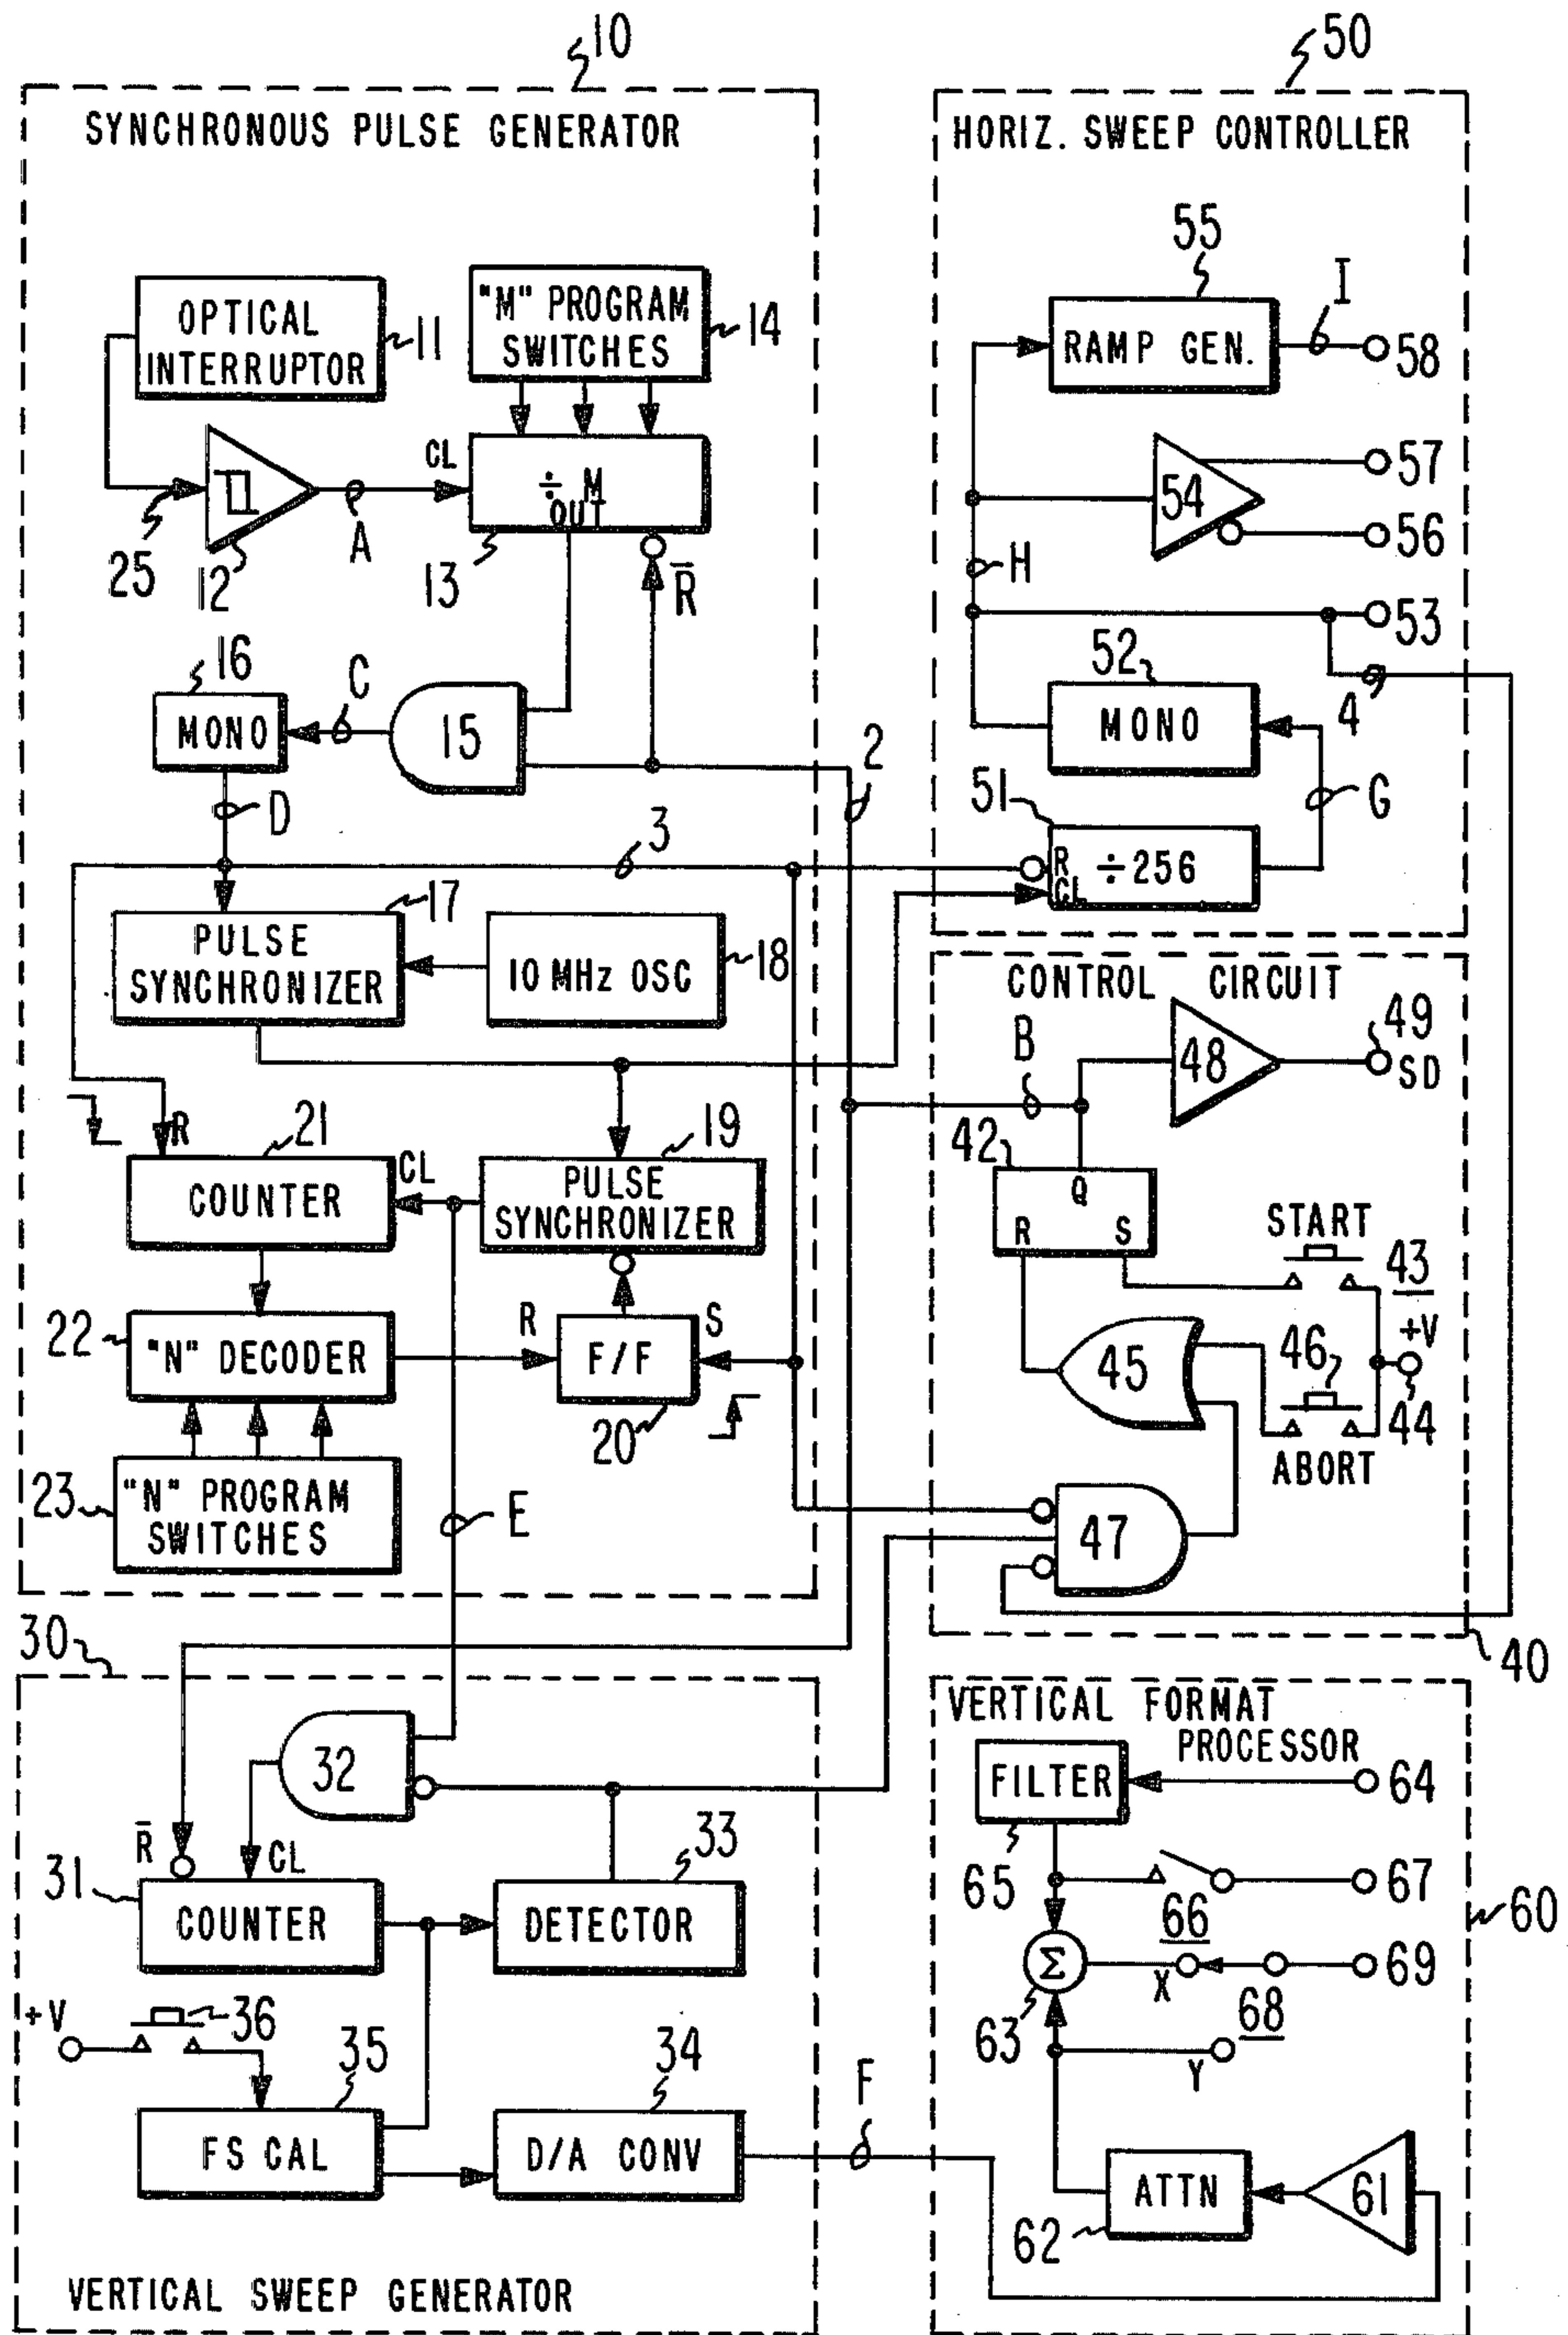 10
50
SYNCHRONOUS PULSE GENERATOR
HORIZ. SWEEP CONTROLLER
55
OPTICAL
INTERRUPTOR
11
"M" PROGRAM
SWITCHES
14
RAMP GEN.
I
58
CL
÷ M
OUT
25
12
A
13
R̅
54
57
56
H
53
16
MONO
C
15
2
52
MONO
4
D
3
51
R
CL
÷256
G
17
PULSE
SYNCHRONIZER
10 MHz OSC
18
CONTROL CIRCUIT
B
48
49
SD
R
21
COUNTER
CL
19
PULSE
SYNCHRONIZER
42
Q
R
S
START
43
+V
22
"N" DECODER
R
F/F
S
20
45
46
44
ABORT
23
"N" PROGRAM
SWITCHES
E
47
30
40
32
VERTICAL FORMAT
PROCESSOR
FILTER
64
R̅
CL
33
65
67
31
COUNTER
DETECTOR
66
60
Σ
X
69
+V
36
35
34
63
68
Y
F
FS CAL
D/A CONV
ATTN
61
62
VERTICAL SWEEP GENERATOR